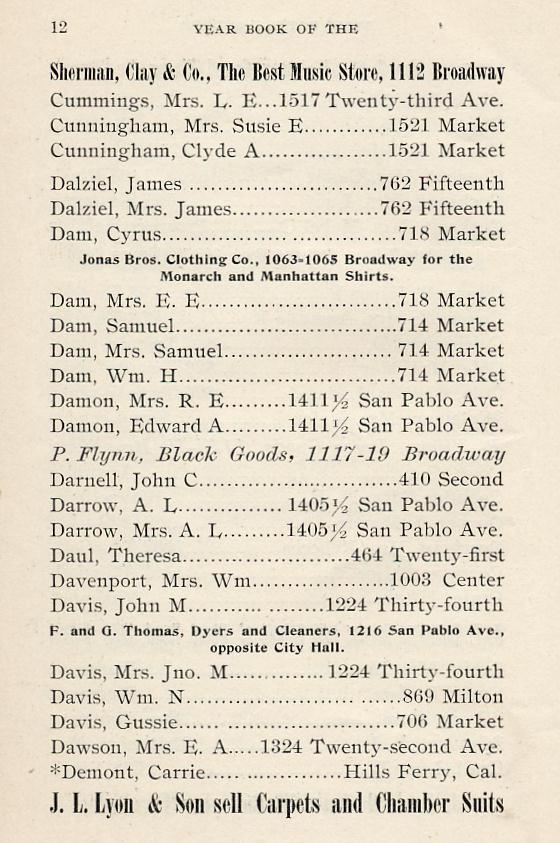 12 YEAR BOOK OF THE
Sherman, Clay & Co., The Best Music Store, 1112 Broadway
Cummings, Mrs. L. E...1517 Twenty-third Ave.
Cunningham, Mrs. Susie E............1521 Market
Cunningham, Clyde A..................1521 Market
Dalziel, James ...........................762 Fifteenth
Dalziel, Mrs. James.....................762 Fifteenth
Dam, Cyrus............... ..................718 Market
Jonas Bros. Clothing Co., 1063-1065 Broadway for the
Monarch and Manhattan Shirts.
Dam, Mrs. E. E............................718 Market
Dam, Samuel................................714 Market
Dam, Mrs. Samuel........................ 714 Market
Dam, Wm. H...............................714 Market
Damon, Mrs. R. E.........1411½ San Pablo Ave.
Damon, Edward A.........1411½ San Pablo Ave.
P. Flynn, Black Goods, 1117-19 Broadway
Darnell, John C.............................410 Second
Darrow, A. L................1405½ San Pablo Ave.
Darrow, Mrs. A. L.........1405½ San Pablo Ave.
Daul, Theresa........................464 Twenty-first
Davenport, Mrs. Wm....................1003 Center
Davis, John M.......... .........1224 Thirty-fourth
F. and G. Thomas, Dyers and Cleaners, 1216 San Pablo Ave.,
opposite City Hall.
Davis, Mrs. Jno. M.............. 1224 Thirty-fourth
Davis, Wm. N......................... ......869 Milton
Davis, Gussie..... .........................706 Market
Dawson, Mrs. E. A.....1324 Twenty-second Ave.
*Demont, Carrie..... .............Hills Ferry, Cal.
J. L. Lyon & Son sell Carpets and Chamber Suits